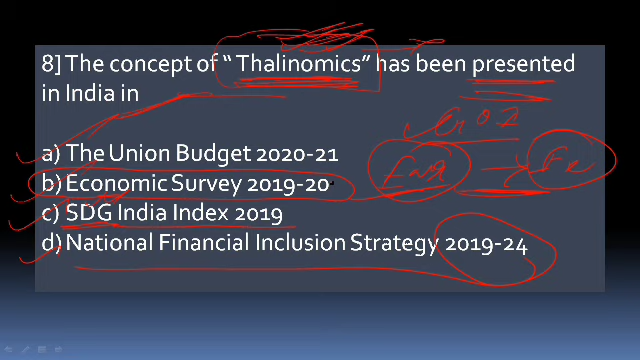 8] The concept of “ Thalinomics” has been presented
in India in
a) The Union Budget 2020-21
b) Economic Survey 2019-20
c) SDG India Index 2019
d) National Financial Inclusion Strategy 2019-24